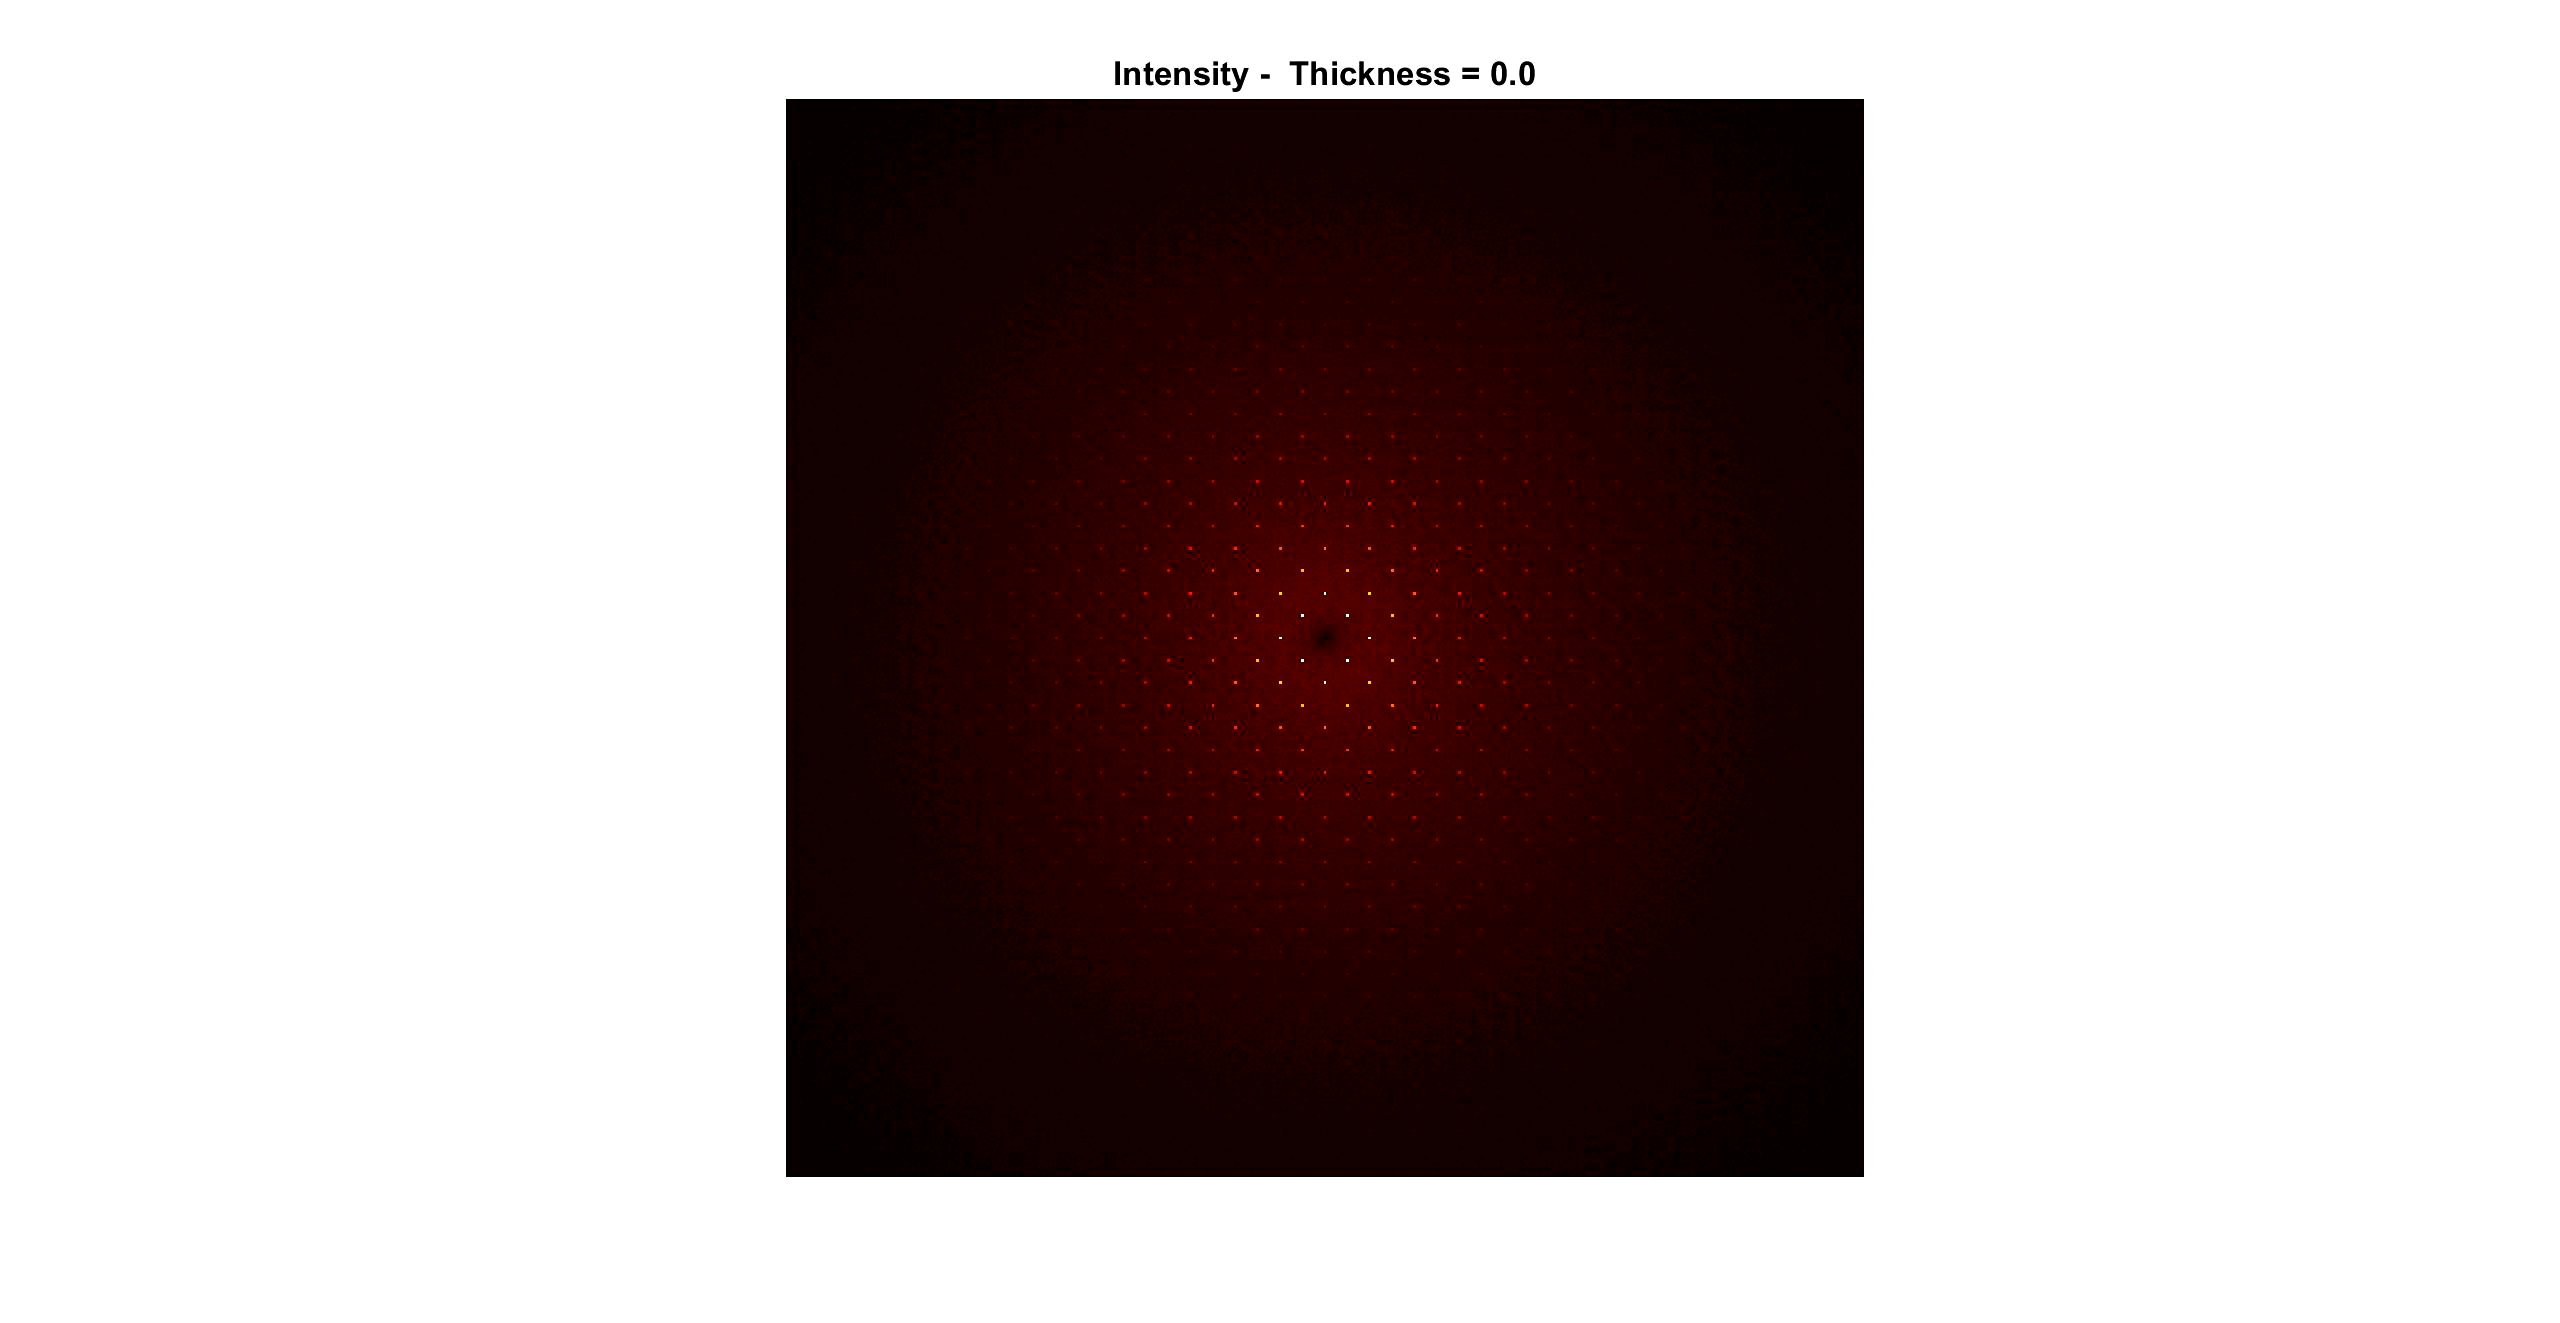 Intensity -  Thickness = 0.0